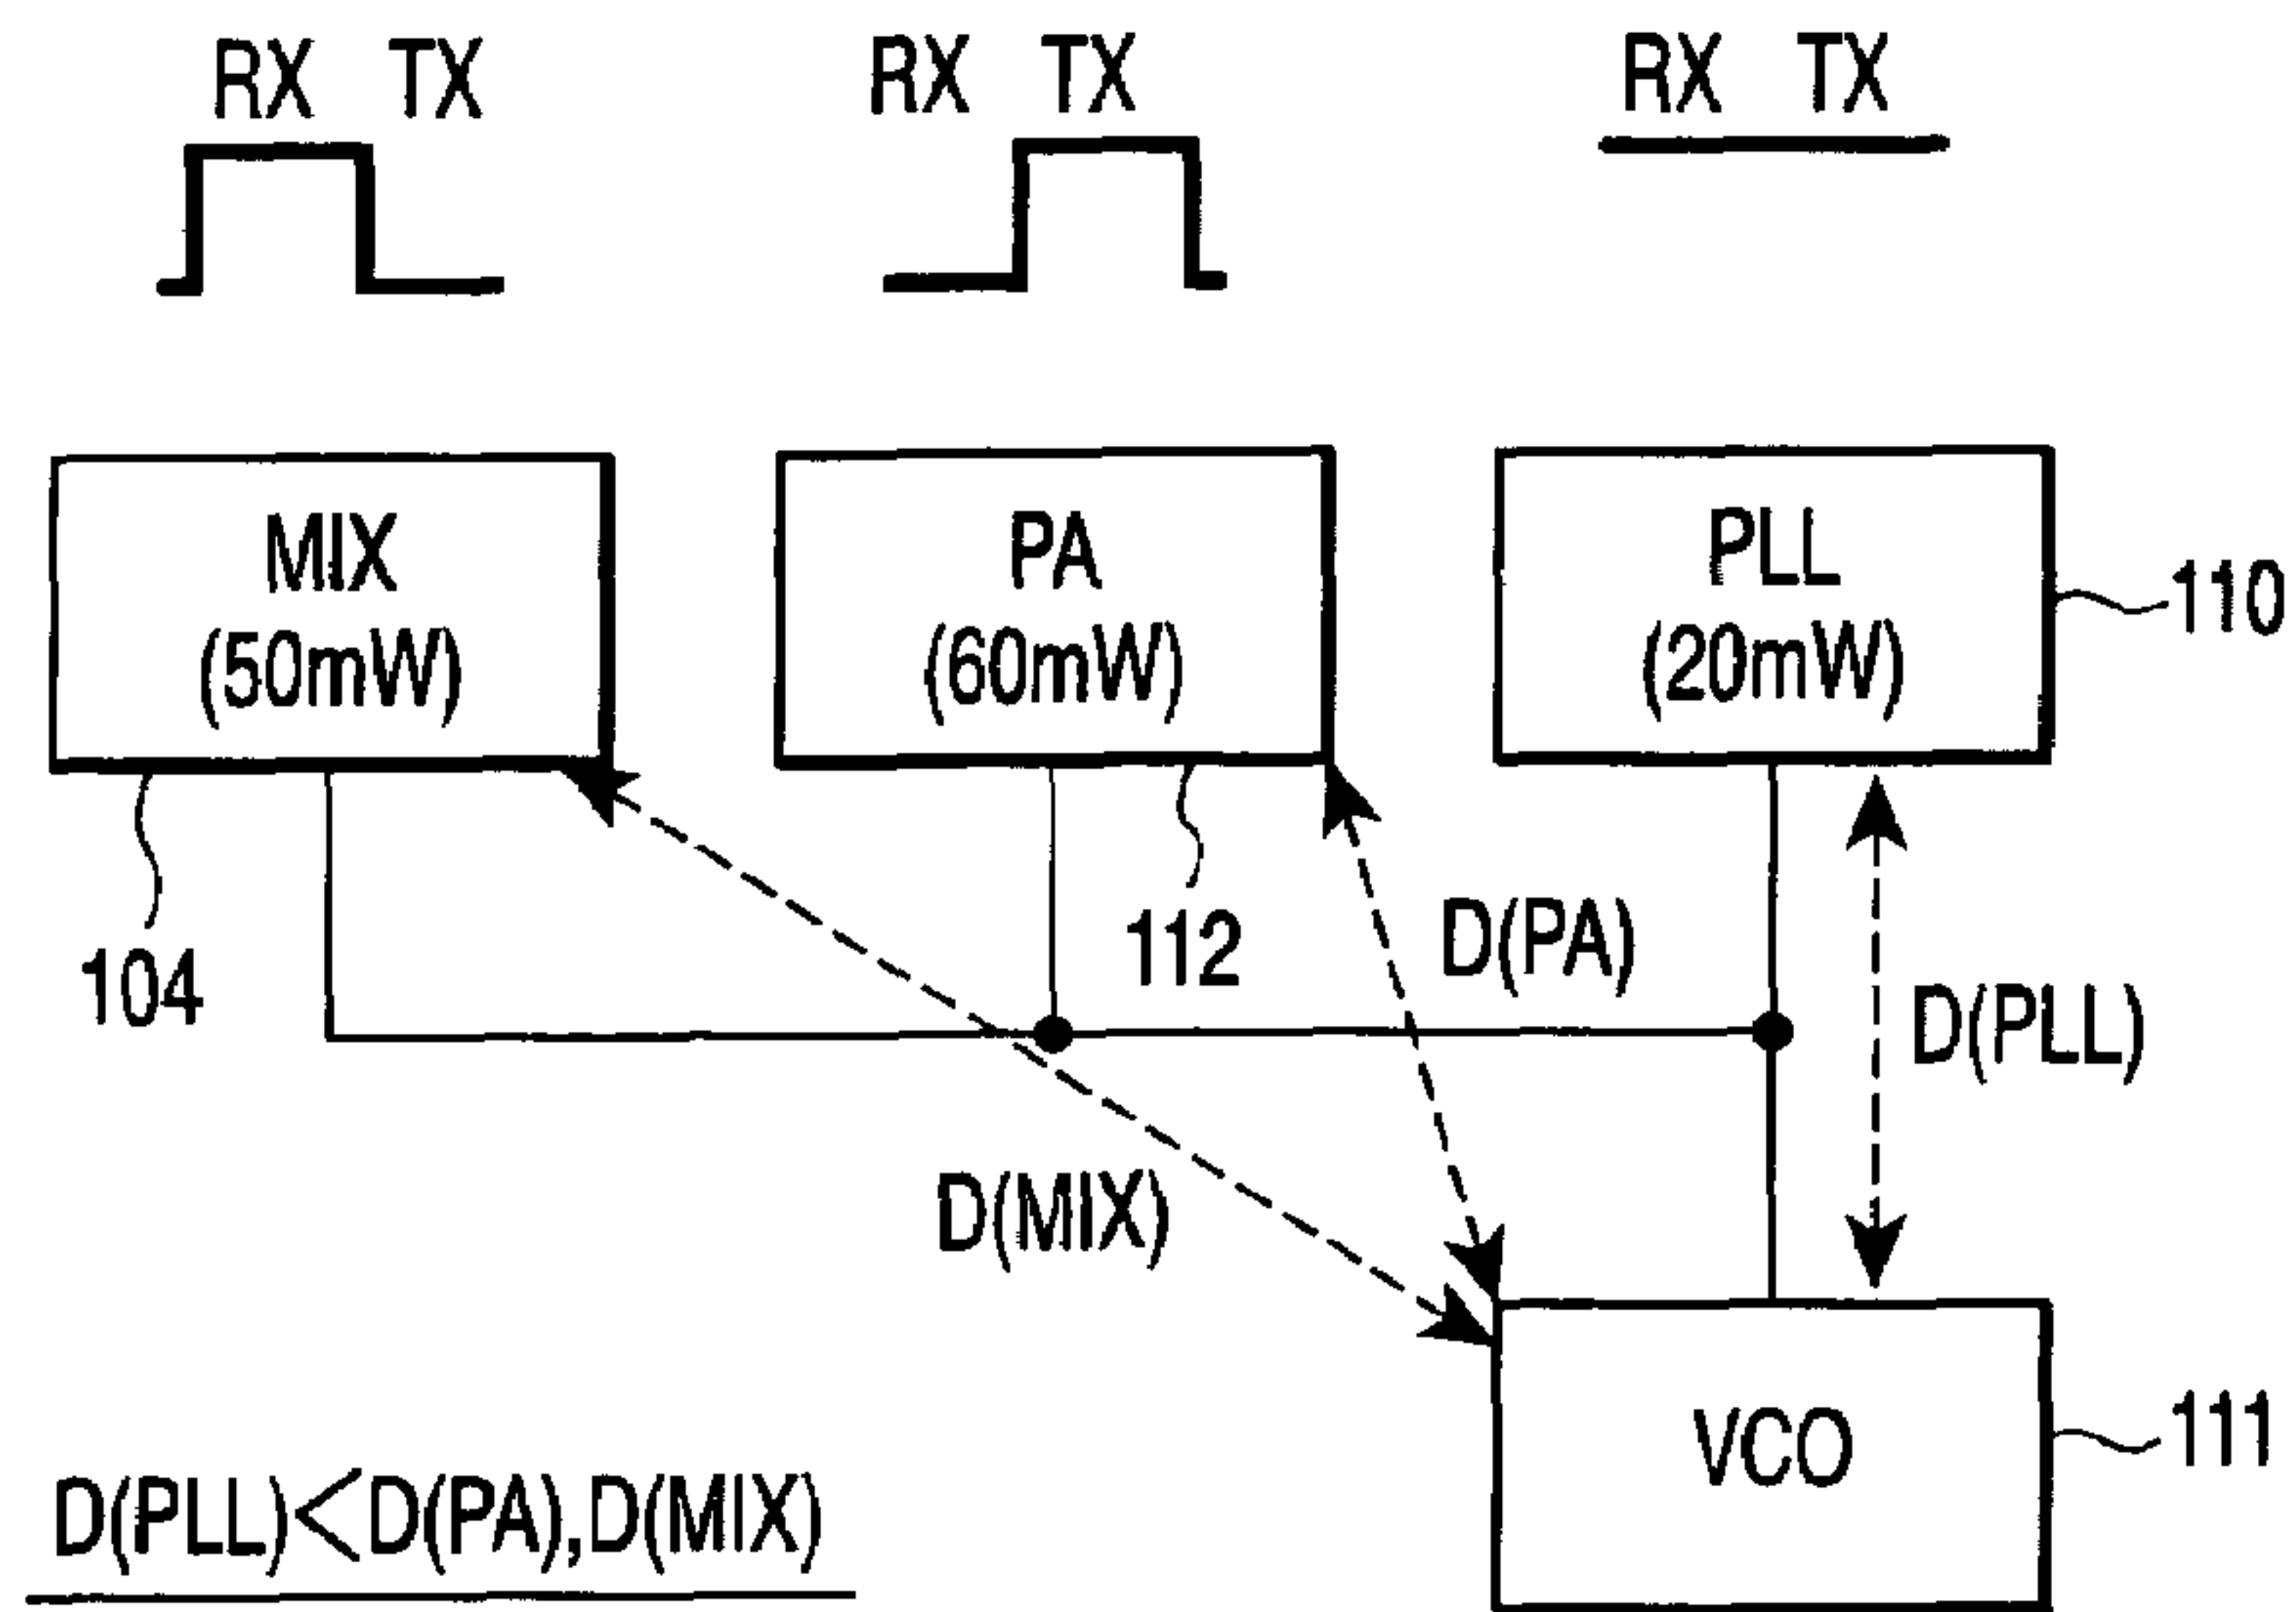 RX TX
RX TX
RX TX
MIX
(50mW)
PA
(60mW)
PLL
(20mW)
110
104
112
D(PA)
D(PLL)
D(MIX)
VCO
111
D(PLL)<D(PA),D(MIX)